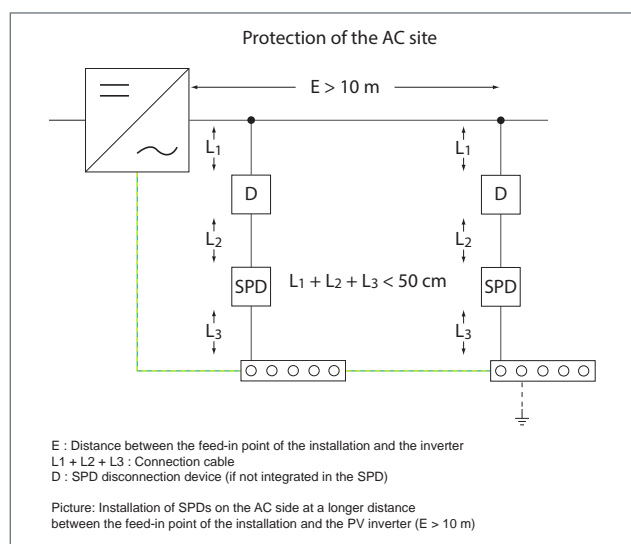 Protection of the AC site
E > 10 m
L1
L1
D
D
L2
L2
SPD
L1 + L2 + L3 < 50 cm
SPD
L3
L3
E : Distance between the feed-in point of the installation and the inverter
L1 + L2 + L3 : Connection cable
D : SPD disconnection device (if not integrated in the SPD)
Picture: Installation of SPDs on the AC side at a longer distance
between the feed-in point of the installation and the PV inverter (E > 10 m)